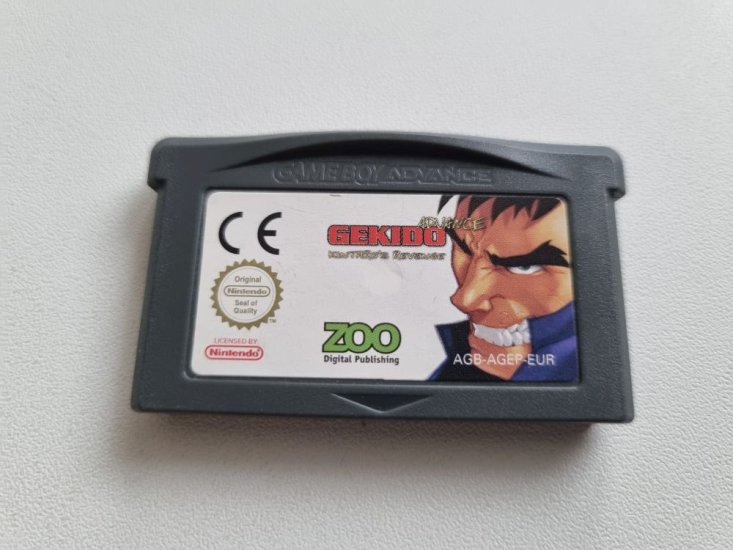 GAME BOY ADVANCE
CE
ADVANCE
GEKIDO
KINTARO'S REVENGE
Original
Nintendo
Seal of
Quality
TM
LICENSED BY
Nintendo®
ZOO
Digital Publishing
AGB-AGEP-EUR